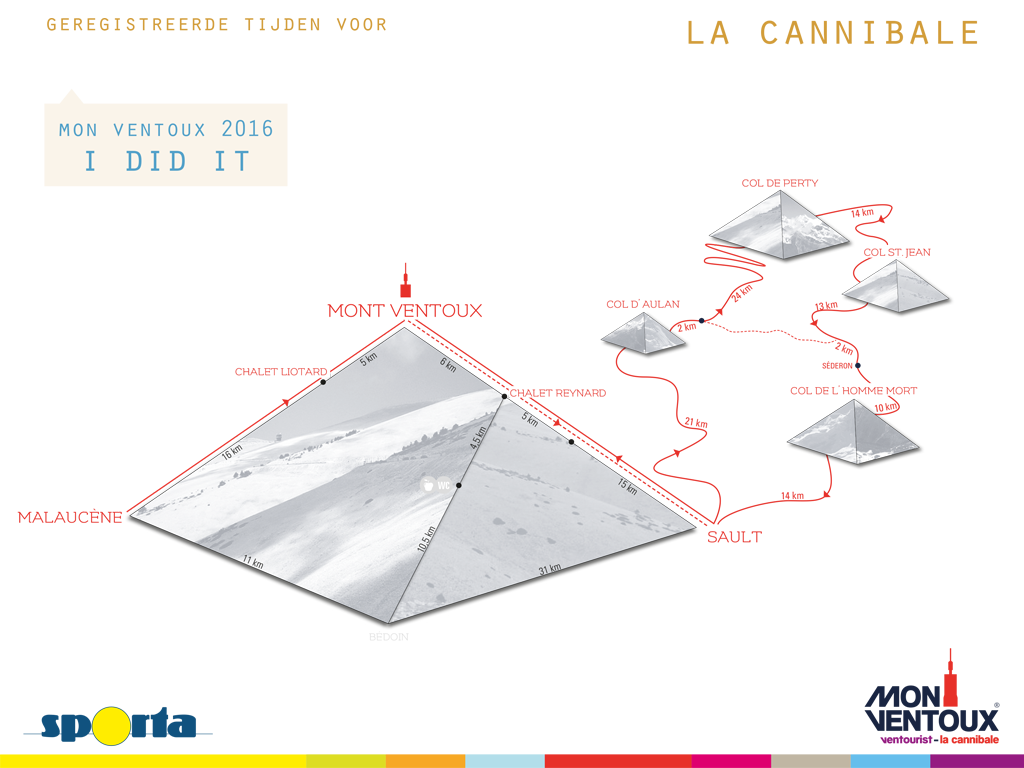 GEREGISTREERDE TIJDEN VOOR
LA CANNIBALE
MON VENTOUX 2016
I DID IT
COL DE PERTY
14 km
COL ST. JEAN
24 km
COL D'AULAN
2 km
13 km
2 km
SÉDERON
COL DE L'HOMME MORT
10 km
21 km
14 km
SAULT
MONT VENTOUX
5 km
6 km
CHALET LIOTARD
CHALET REYNARD
5 km
4,5 km
16 km
WC
15 km
MALAUCÈNE
10,5 km
11 km
31 km
BÉDOIN
sporta
MON
VENTOUX®
ventourist-la cannibale